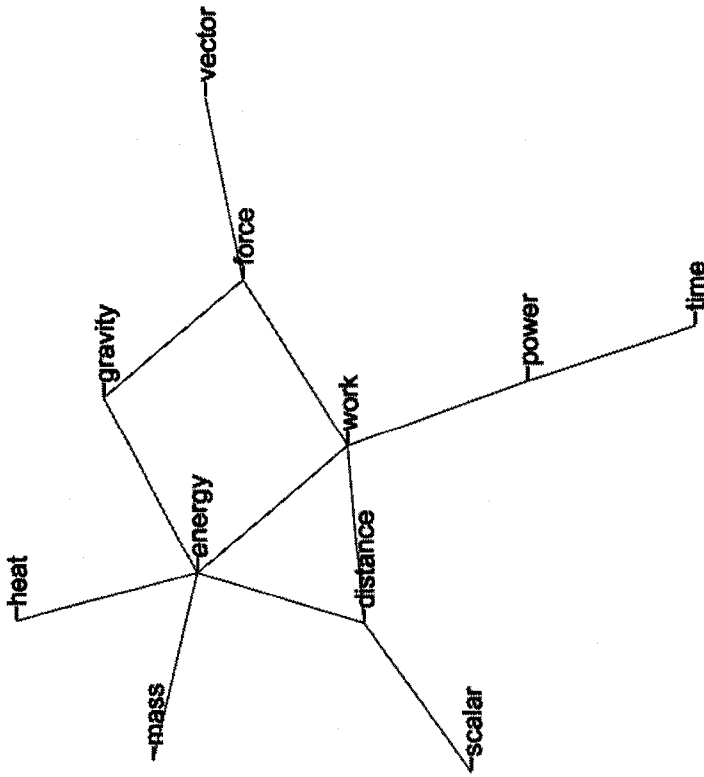 heat
mass
energy
gravity
scalar
distance
work
force
vector
power
time